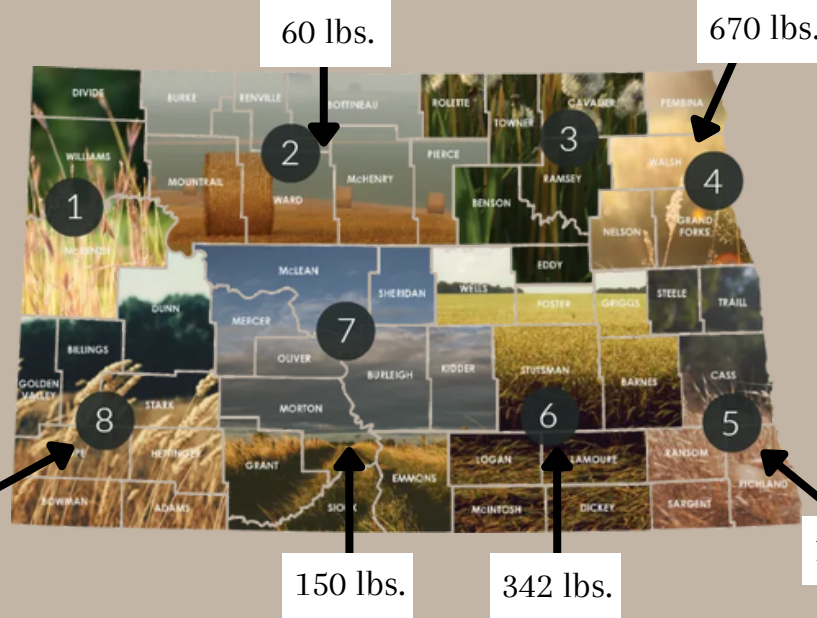 60 lbs.
670 lbs.
DIVIDE
BURKE
RENVILLE
BOTTINEAU
ROLETTE
TOWNER
CAVALIER
PEMBINA
WILLIAMS
2
3
PIERCE
WALSH
MOUNTRAIL
WARD
McHENRY
RAMSEY
4
1
BENSON
NELSON
GRAND
FORKS
McKENZIE
McLEAN
EDDY
SHERIDAN
WELLS
FOSTER
GRIGGS
STEELE
TRAILL
DUNN
MERCER
7
BILLINGS
OLIVER
BURLEIGH
KIDDER
STUTSMAN
BARNES
CASS
GOLDEN
VALLEY
STARK
MORTON
8
6
5
HETTINGER
GRANT
EMMONS
LOGAN
LAMOURE
RANSOM
RICHLAND
BOWMAN
ADAMS
SIOUX
McINTOSH
DICKEY
SARGENT
150 lbs.
342 lbs.